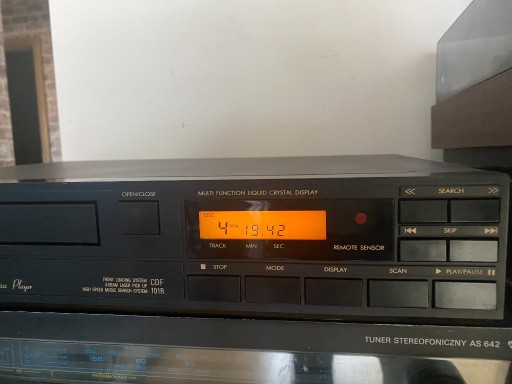 OPEN/CLOSE
MULTI FUNCTION LIQUID CRYSTAL DISPLAY
SEARCH
4 19.42
TRACK MIN SEC
REMOTE SENSOR
SKIP
STOP MODE DISPLAY SCAN PLAY/PAUSE
FRONT LOADING SYSTEM
3-BEAM LASER PICK UP
HIGH SPEED MUSIC SEARCH SYSTEM
CDF
101R
Player
TUNER STEREOFONICZNY AS 642